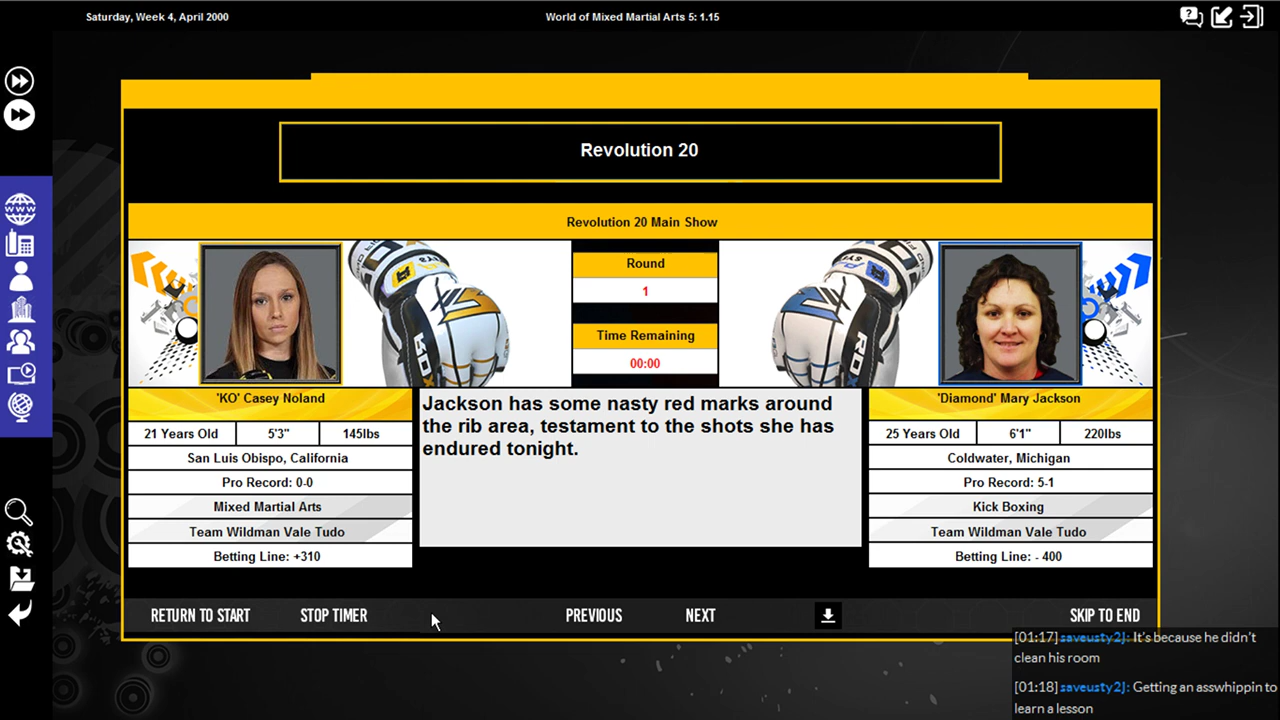 Saturday, Week 4, April 2000
World of Mixed Martial Arts 5: 1.15
?
WWW
Revolution 20
Revolution 20 Main Show
Round
1
Time Remaining
00:00
RDX
RDX
'KO' Casey Noland
21 Years Old
5'3"
145lbs
San Luis Obispo, California
Pro Record: 0-0
Mixed Martial Arts
Team Wildman Vale Tudo
Betting Line: +310
Jackson has some nasty red marks around
the rib area, testament to the shots she has
endured tonight.
'Diamond' Mary Jackson
25 Years Old
6'1"
220lbs
Coldwater, Michigan
Pro Record: 5-1
Kick Boxing
Team Wildman Vale Tudo
Betting Line: - 400
RETURN TO START
STOP TIMER
PREVIOUS
NEXT
SKIP TO END
[01:17] saveusty2J: It's because he didn't
clean his room
[01:18] saveusty2J: Getting an asswhippin to
learn a lesson